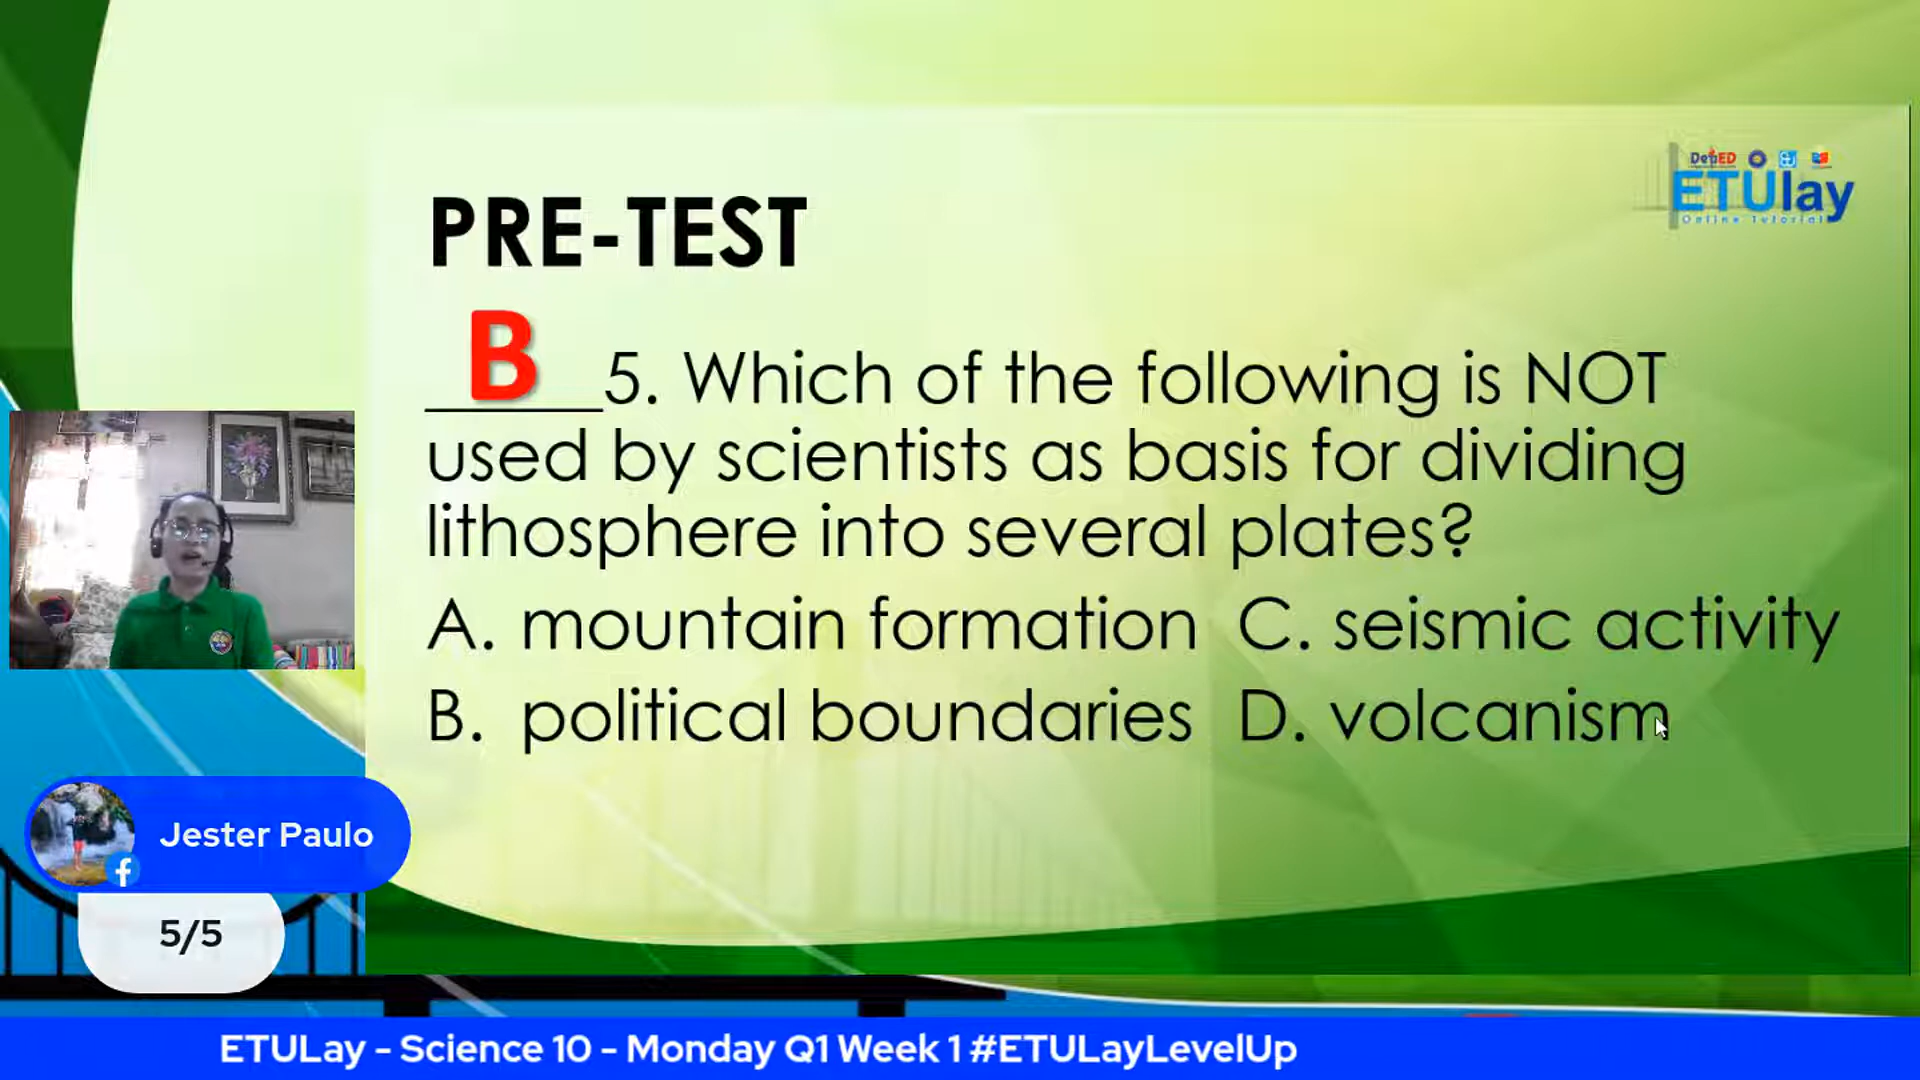 DepED
ETUlay
Online Tutorial
PRE-TEST
B
_____5. Which of the following is NOT
used by scientists as basis for dividing
lithosphere into several plates?
A. mountain formation C. seismic activity
B. political boundaries D. volcanism
Jester Paulo
5/5
ETULay - Science 10 - Monday Q1 Week 1 #ETULayLevelUp